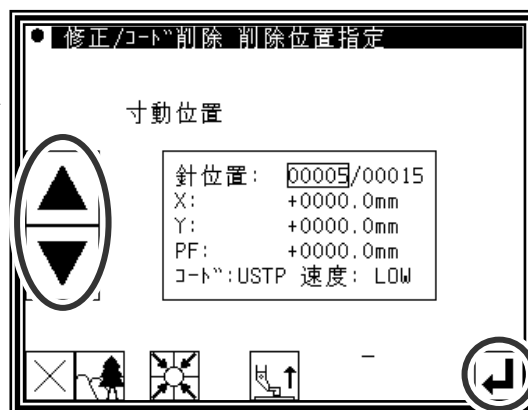 修正/ｺｰﾄﾞ削除 削除位置指定
寸動位置
針位置: 00005/00015
X: +0000.0mm
Y: +0000.0mm
PF: +0000.0mm
ｺｰﾄﾞ:USTP 速度: LOW